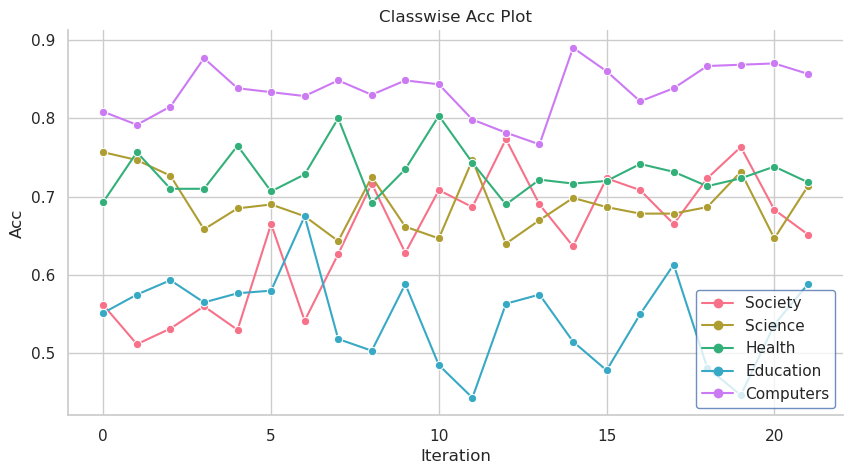 Classwise Acc Plot
0.9
0.8
0.7
0.6
0.5
Acc
0 5 10 15 20
Iteration
Society
Science
Health
Education
Computers